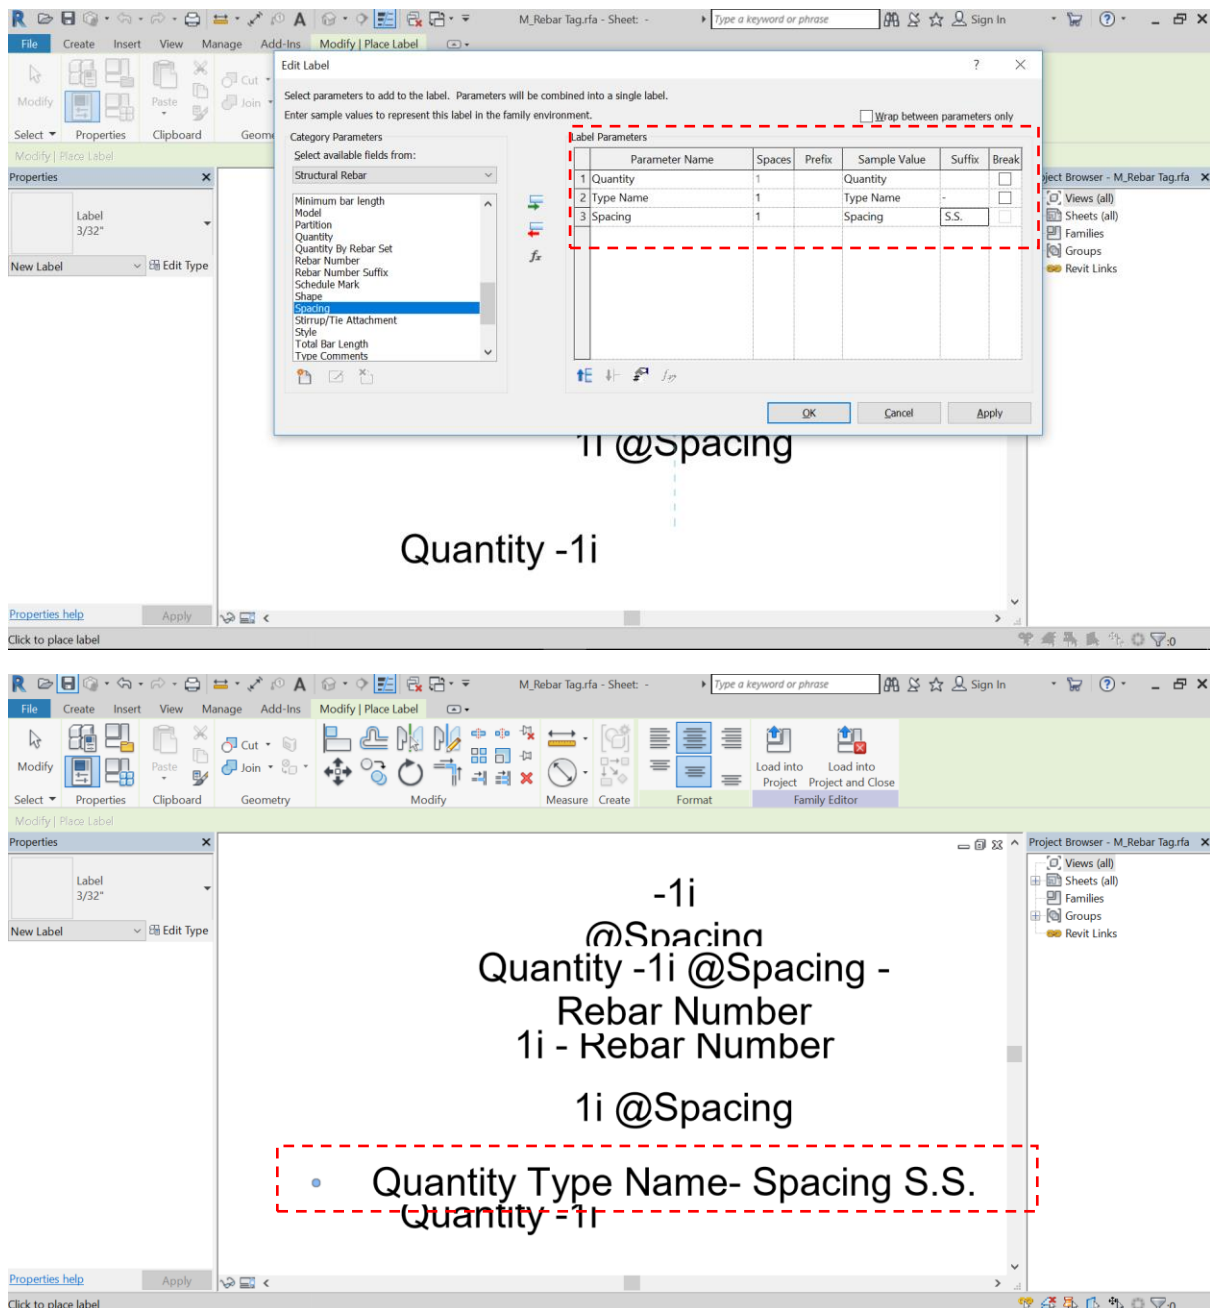 M_Rebar Tag.rfa - Sheet: -
Type a keyword or phrase
Sign In
File Create Insert View Manage Add-Ins Modify | Place Label
Edit Label
Select parameters to add to the label. Parameters will be combined into a single label.
Enter sample values to represent this label in the family environment.
Wrap between parameters only
Modify
Paste
Cut
Join
Select Properties Clipboard
Modify | Place Label
Category Parameters
Select available fields from:
Structural Rebar
Minimum bar length
Model
Partition
Quantity
Quantity By Rebar Set
Rebar Number
Rebar Number Suffix
Schedule Mark
Shape
Spacing
Stirrup/Tie Attachment
Style
Total Bar Length
Type Comments
Label Parameters
Parameter Name Spaces Prefix Sample Value Suffix Break
1 Quantity 1 Quantity
2 Type Name 1 Type Name -
3 Spacing 1 Spacing S.S.
OK Cancel Apply
Properties
Label
3/32"
New Label Edit Type
Project Browser - M_Rebar Tag.rfa
Views (all)
Sheets (all)
Families
Groups
Revit Links
1i @Spacing
Quantity -1i
Properties help Apply
Click to place label
:0
M_Rebar Tag.rfa - Sheet: -
Type a keyword or phrase
Sign In
File Create Insert View Manage Add-Ins Modify | Place Label
Modify
Paste
Cut
Join
Load into Project
Load into Project and Close
Select Properties Clipboard Geometry Modify Measure Create Format Family Editor
Modify | Place Label
Properties
Label
3/32"
New Label Edit Type
Project Browser - M_Rebar Tag.rfa
Views (all)
Sheets (all)
Families
Groups
Revit Links
-1i
@Spacing
Quantity -1i @Spacing -
Rebar Number
1i - Rebar Number
1i @Spacing
Quantity Type Name- Spacing S.S.
Quantity -1i
Properties help Apply
Click to place label
:0